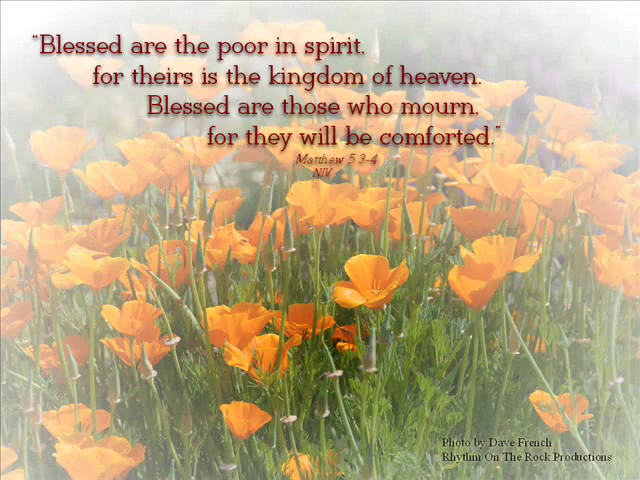 "Blessed are the poor in spirit,
for theirs is the kingdom of heaven.
Blessed are those who mourn,
for they will be comforted."
Matthew 5 3-4
NIV
Photo by Dave French
Rhythm On The Rock Productions